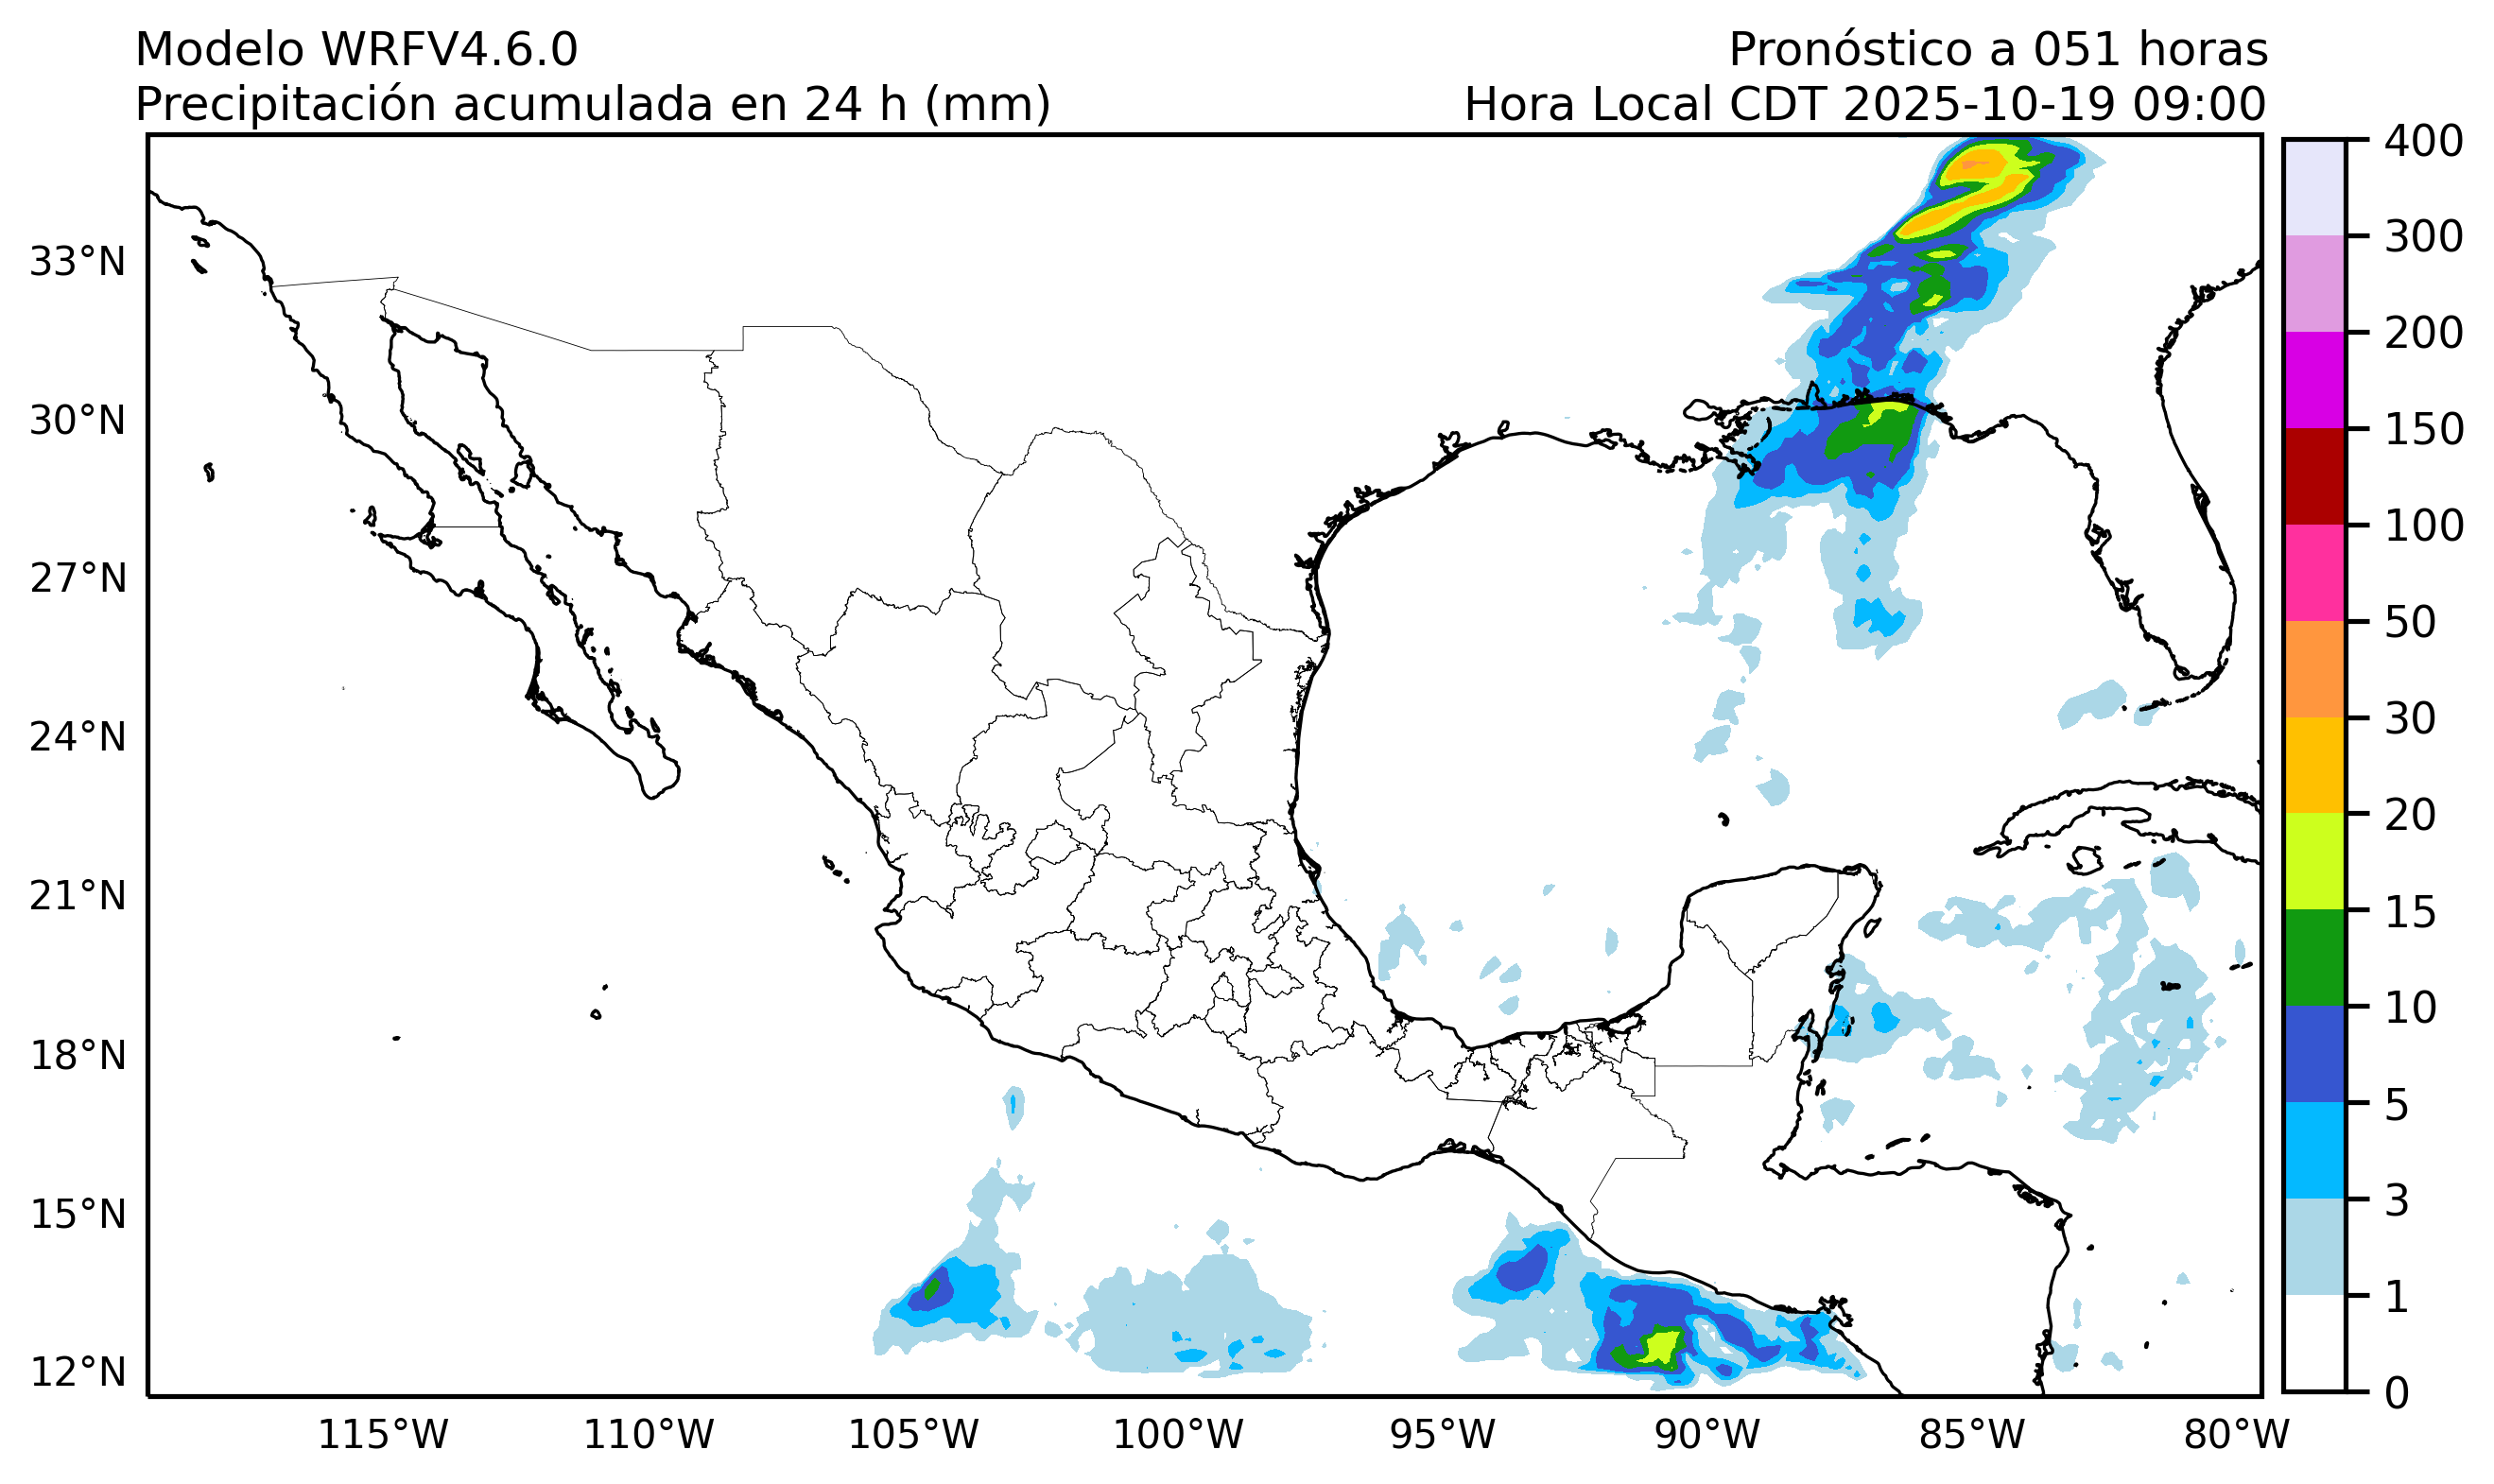 Modelo WRFV4.6.0
Pronóstico a 051 horas
Precipitación acumulada en 24 h (mm)
Hora Local CDT 2025-10-19 09:00
33°N
30°N
27°N
24°N
21°N
18°N
15°N
12°N
115°W
110°W
105°W
100°W
95°W
90°W
85°W
80°W
400
300
200
150
100
50
30
20
15
10
5
3
1
0